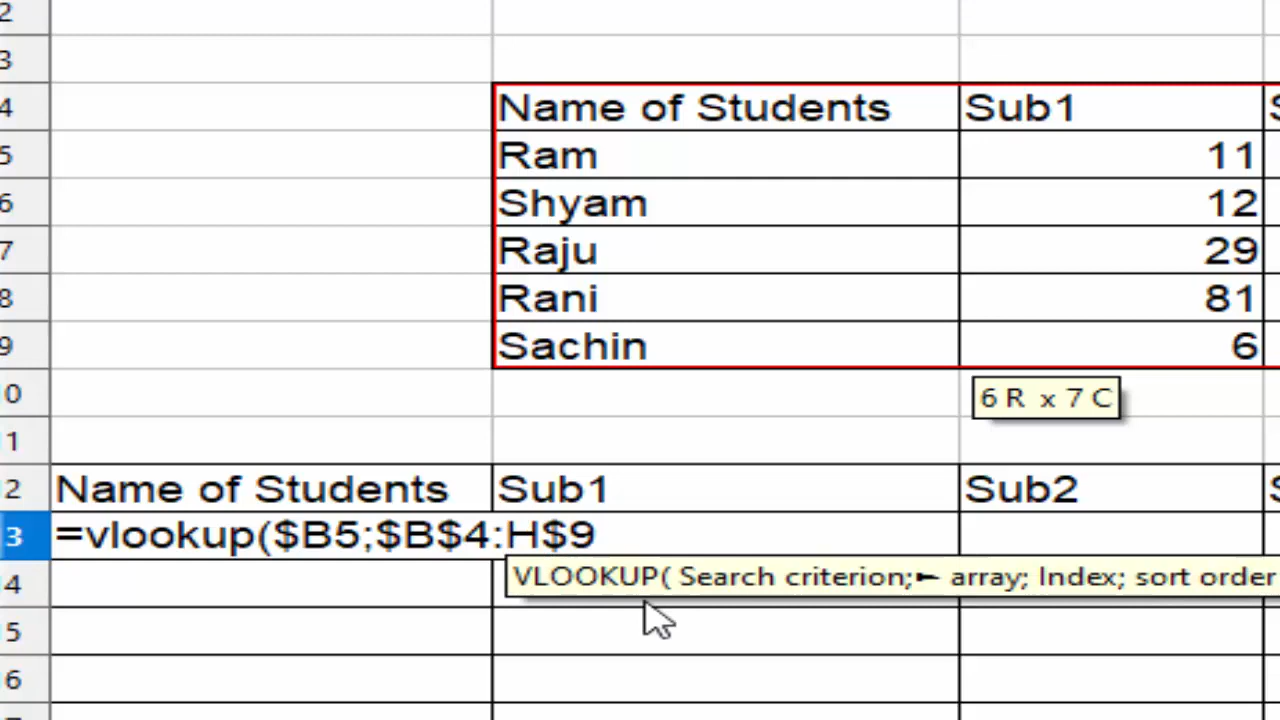 2
3
4 Name of Students Sub1 S
5 Ram 11
6 Shyam 12
7 Raju 29
8 Rani 81
9 Sachin 6
0 6 R x 7 C
1
2 Name of Students Sub1 Sub2 S
3 =vlookup($B5;$B$4:H$9
VLOOKUP( Search criterion; array; Index; sort order
4
5
6